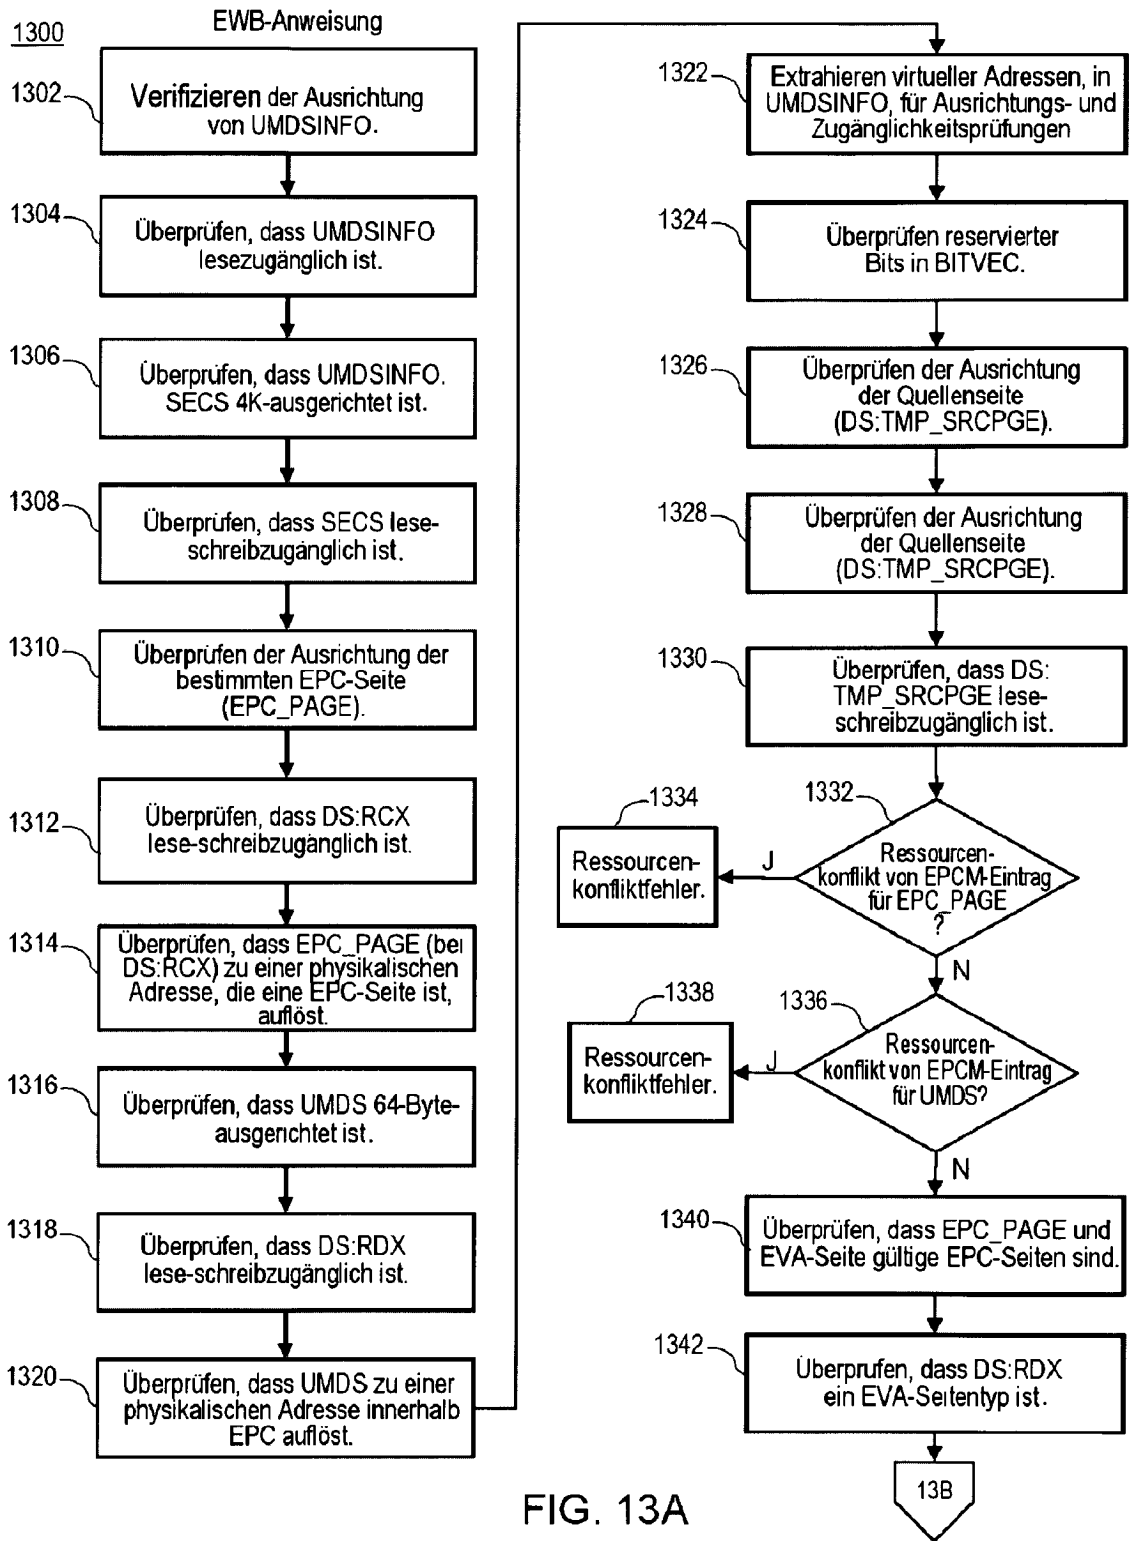 1300
EWB-Anweisung
1302
Verifizieren der Ausrichtung
von UMDSINFO.
1304
Überprüfen, dass UMDSINFO
lesezugänglich ist.
1306
Überprüfen, dass UMDSINFO.
SECS 4K-ausgerichtet ist.
1308
Überprüfen, dass SECS lese-
schreibzugänglich ist.
1310
Überprüfen der Ausrichtung der
bestimmten EPC-Seite
(EPC_PAGE).
1312
Überprüfen, dass DS:RCX
lese-schreibzugänglich ist.
1314
Überprüfen, dass EPC_PAGE (bei
DS:RCX) zu einer physikalischen
Adresse, die eine EPC-Seite ist,
auflöst.
1316
Überprüfen, dass UMDS 64-Byte-
ausgerichtet ist.
1318
Überprüfen, dass DS:RDX
lese-schreibzugänglich ist.
1320
Überprüfen, dass UMDS zu einer
physikalischen Adresse innerhalb
EPC auflöst.
1322
Extrahieren virtueller Adressen, in
UMDSINFO, für Ausrichtungs- und
Zugänglichkeitsprüfungen
1324
Überprüfen reservierter
Bits in BITVEC.
1326
Überprüfen der Ausrichtung
der Quellenseite
(DS:TMP_SRCPGE).
1328
Überprüfen der Ausrichtung
der Quellenseite
(DS:TMP_SRCPGE).
1330
Überprüfen, dass DS:
TMP_SRCPGE lese-
schreibzugänglich ist.
1332
Ressourcen-
konflikt von EPCM-Eintrag
für EPC_PAGE
?
J
1334
Ressourcen-
konfliktfehler.
N
1336
Ressourcen-
konflikt von EPCM-Eintrag
für UMDS?
J
1338
Ressourcen-
konfliktfehler.
N
1340
Überprüfen, dass EPC_PAGE und
EVA-Seite gültige EPC-Seiten sind.
1342
Überprufen, dass DS:RDX
ein EVA-Seitentyp ist.
13B
FIG. 13A